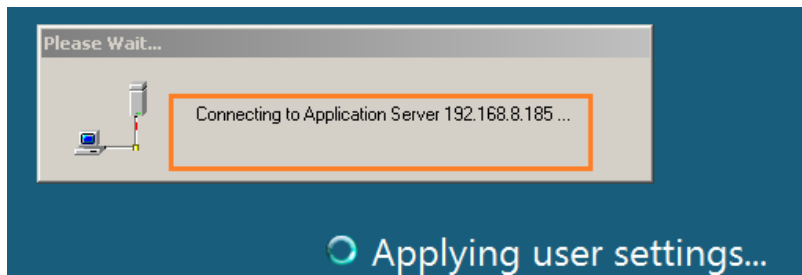 Please Wait...
Connecting to Application Server 192.168.8.185 ...
Applying user settings...